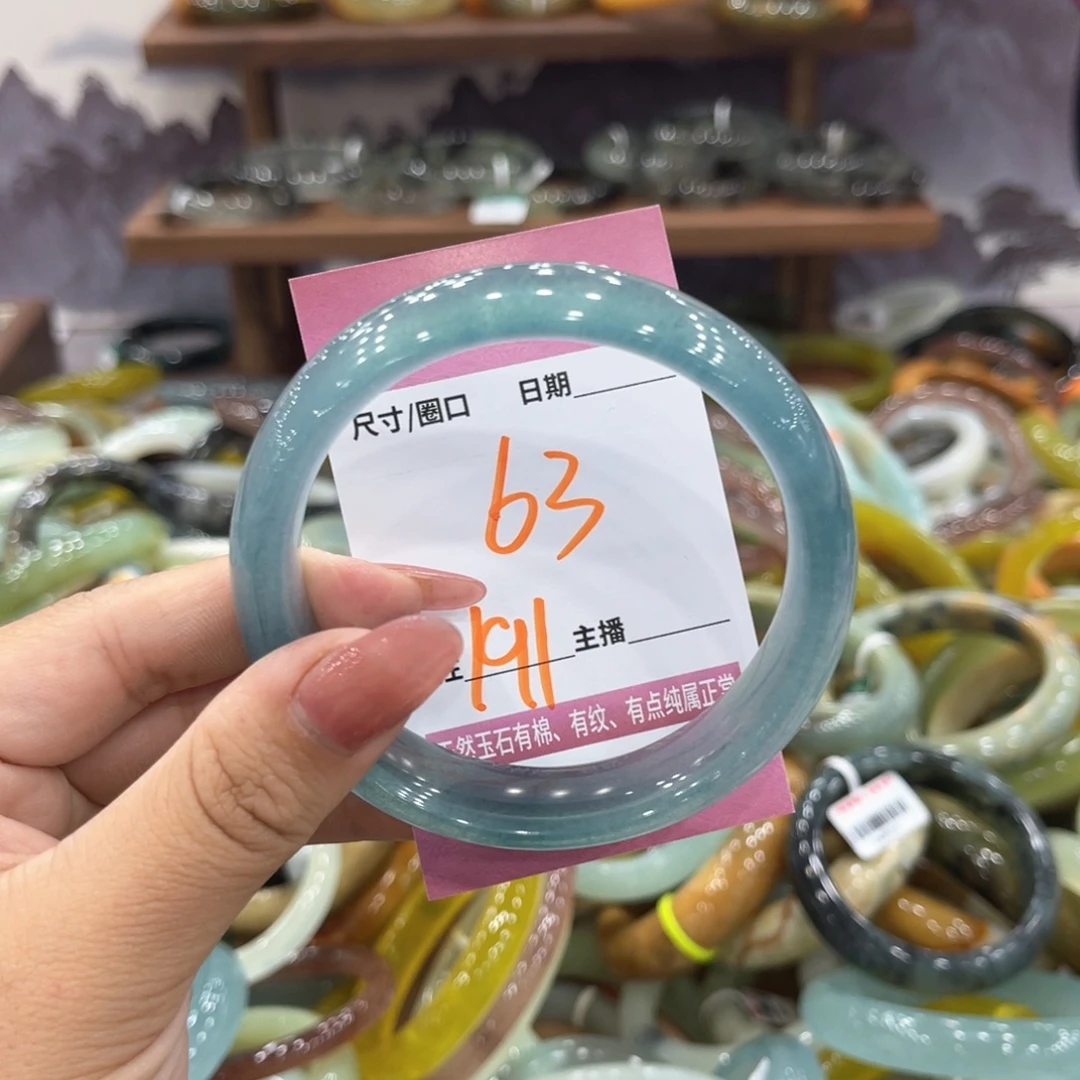 尺寸/圈口 日期
63
191 主播
然玉石有棉、有纹、有点纯属正常